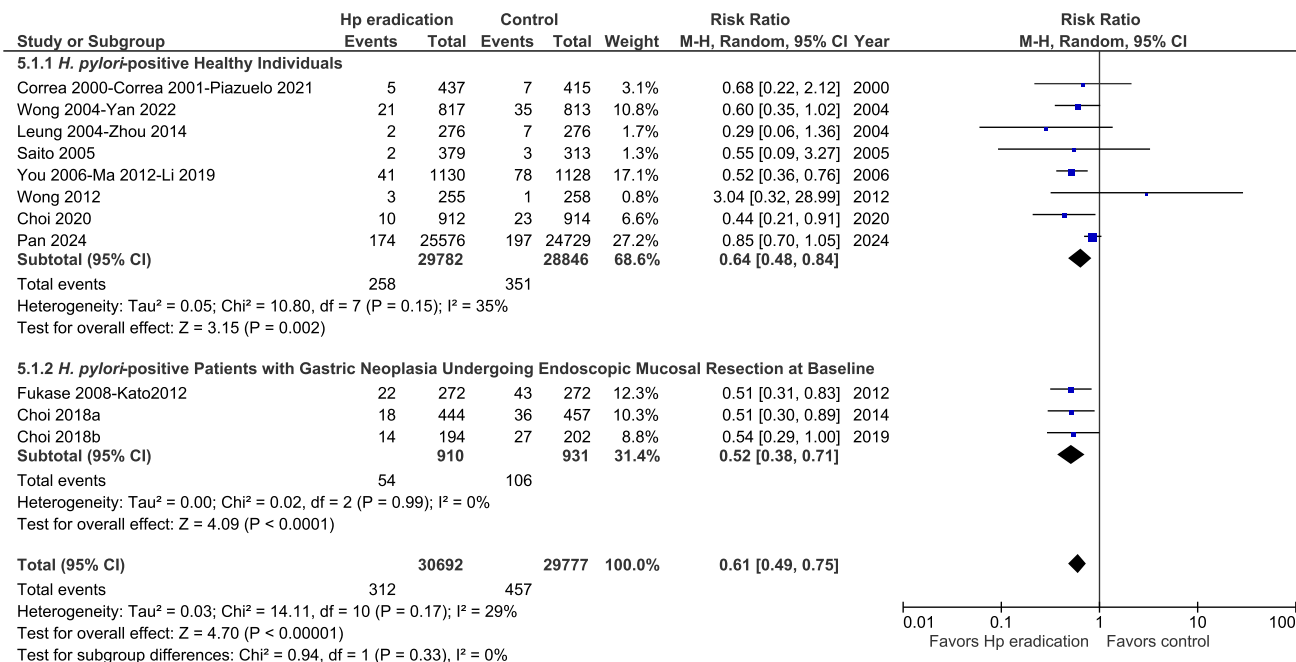 Hp eradication Control Risk Ratio Risk Ratio
Study or Subgroup Events Total Events Total Weight M-H, Random, 95% CI Year M-H, Random, 95% CI
5.1.1 H. pylori-positive Healthy Individuals
Correa 2000-Correa 2001-Piazuelo 2021 5 437 7 415 3.1% 0.68 [0.22, 2.12] 2000
Wong 2004-Yan 2022 21 817 35 813 10.8% 0.60 [0.35, 1.02] 2004
Leung 2004-Zhou 2014 2 276 7 276 1.7% 0.29 [0.06, 1.36] 2004
Saito 2005 2 379 3 313 1.3% 0.55 [0.09, 3.27] 2005
You 2006-Ma 2012-Li 2019 41 1130 78 1128 17.1% 0.52 [0.36, 0.76] 2006
Wong 2012 3 255 1 258 0.8% 3.04 [0.32, 28.99] 2012
Choi 2020 10 912 23 914 6.6% 0.44 [0.21, 0.91] 2020
Pan 2024 174 25576 197 24729 27.2% 0.85 [0.70, 1.05] 2024
Subtotal (95% CI) 29782 28846 68.6% 0.64 [0.48, 0.84]
Total events 258 351
Heterogeneity: Tau² = 0.05; Chi² = 10.80, df = 7 (P = 0.15); I² = 35%
Test for overall effect: Z = 3.15 (P = 0.002)
5.1.2 H. pylori-positive Patients with Gastric Neoplasia Undergoing Endoscopic Mucosal Resection at Baseline
Fukase 2008-Kato2012 22 272 43 272 12.3% 0.51 [0.31, 0.83] 2012
Choi 2018a 18 444 36 457 10.3% 0.51 [0.30, 0.89] 2014
Choi 2018b 14 194 27 202 8.8% 0.54 [0.29, 1.00] 2019
Subtotal (95% CI) 910 931 31.4% 0.52 [0.38, 0.71]
Total events 54 106
Heterogeneity: Tau² = 0.00; Chi² = 0.02, df = 2 (P = 0.99); I² = 0%
Test for overall effect: Z = 4.09 (P < 0.0001)
Total (95% CI) 30692 29777 100.0% 0.61 [0.49, 0.75]
Total events 312 457
Heterogeneity: Tau² = 0.03; Chi² = 14.11, df = 10 (P = 0.17); I² = 29%
Test for overall effect: Z = 4.70 (P < 0.00001)
Test for subgroup differences: Chi² = 0.94, df = 1 (P = 0.33), I² = 0%
0.01 0.1 1 10 100
Favors Hp eradication Favors control